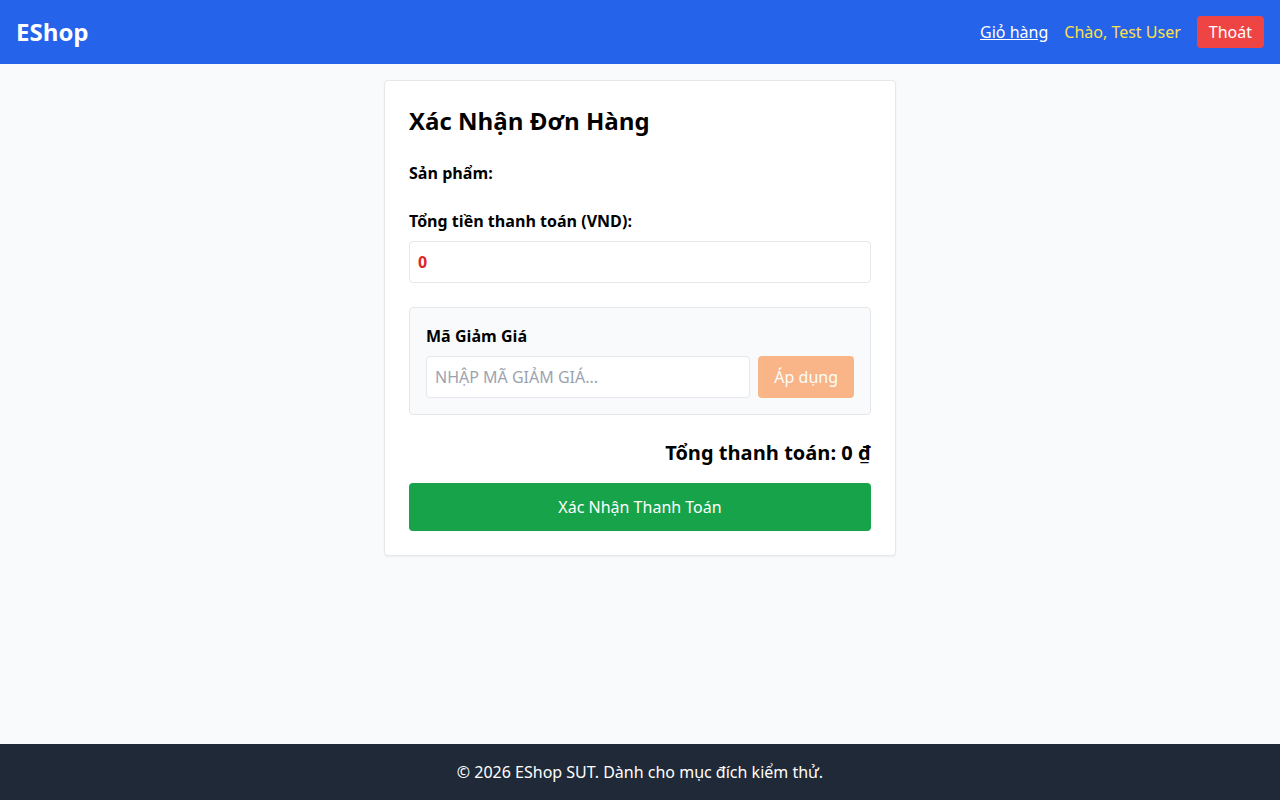 EShop
Giỏ hàng
Chào, Test User
Thoát
Xác Nhận Đơn Hàng
Sản phẩm:
Tổng tiền thanh toán (VND):
0
Mã Giảm Giá
NHẬP MÃ GIẢM GIÁ...
Áp dụng
Tổng thanh toán: 0 ₫
Xác Nhận Thanh Toán
© 2026 EShop SUT. Dành cho mục đích kiểm thử.